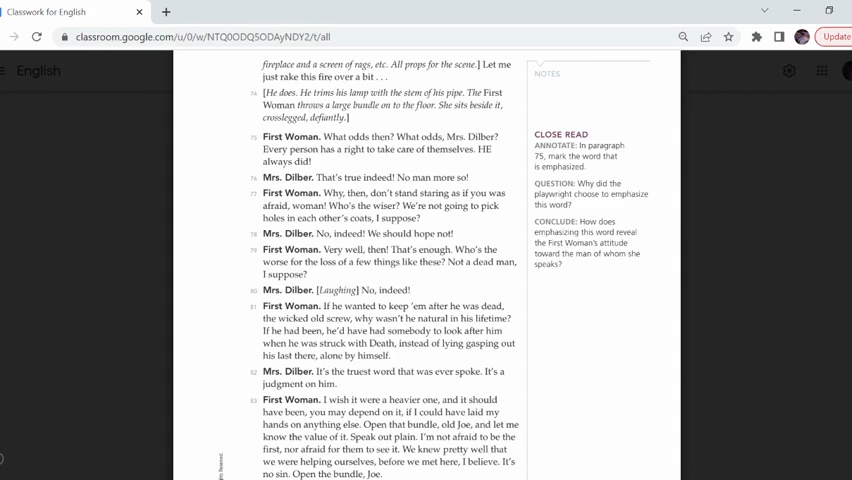 Classwork for English
classroom.google.com/u/0/w/NTQ0ODQ5ODAyNDY2/t/all
Update
English
fireplace and a screen of rags, etc. All props for the scene.] Let me
just rake this fire over a bit . . .
74 [He does. He trims his lamp with the stem of his pipe. The First
Woman throws a large bundle on to the floor. She sits beside it,
crosslegged, defiantly.]
75 First Woman. What odds then? What odds, Mrs. Dilber?
Every person has a right to take care of themselves. HE
always did!
76 Mrs. Dilber. That's true indeed! No man more so!
77 First Woman. Why, then, don't stand staring as if you was
afraid, woman! Who's the wiser? We're not going to pick
holes in each other's coats, I suppose?
78 Mrs. Dilber. No, indeed! We should hope not!
79 First Woman. Very well, then! That's enough. Who's the
worse for the loss of a few things like these? Not a dead man,
I suppose?
80 Mrs. Dilber. [Laughing] No, indeed!
81 First Woman. If he wanted to keep 'em after he was dead,
the wicked old screw, why wasn't he natural in his lifetime?
If he had been, he'd have had somebody to look after him
when he was struck with Death, instead of lying gasping out
his last there, alone by himself.
82 Mrs. Dilber. It's the truest word that was ever spoke. It's a
judgment on him.
83 First Woman. I wish it were a heavier one, and it should
have been, you may depend on it, if I could have laid my
hands on anything else. Open that bundle, old Joe, and let me
know the value of it. Speak out plain. I'm not afraid to be the
first, nor afraid for them to see it. We knew pretty well that
we were helping ourselves, before we met here, I believe. It's
no sin. Open the bundle, Joe.
NOTES
CLOSE READ
ANNOTATE: In paragraph
75, mark the word that
is emphasized.
QUESTION: Why did the
playwright choose to emphasize
this word?
CONCLUDE: How does
emphasizing this word reveal
the First Woman's attitude
toward the man of whom she
speaks?
ghts Reserved.